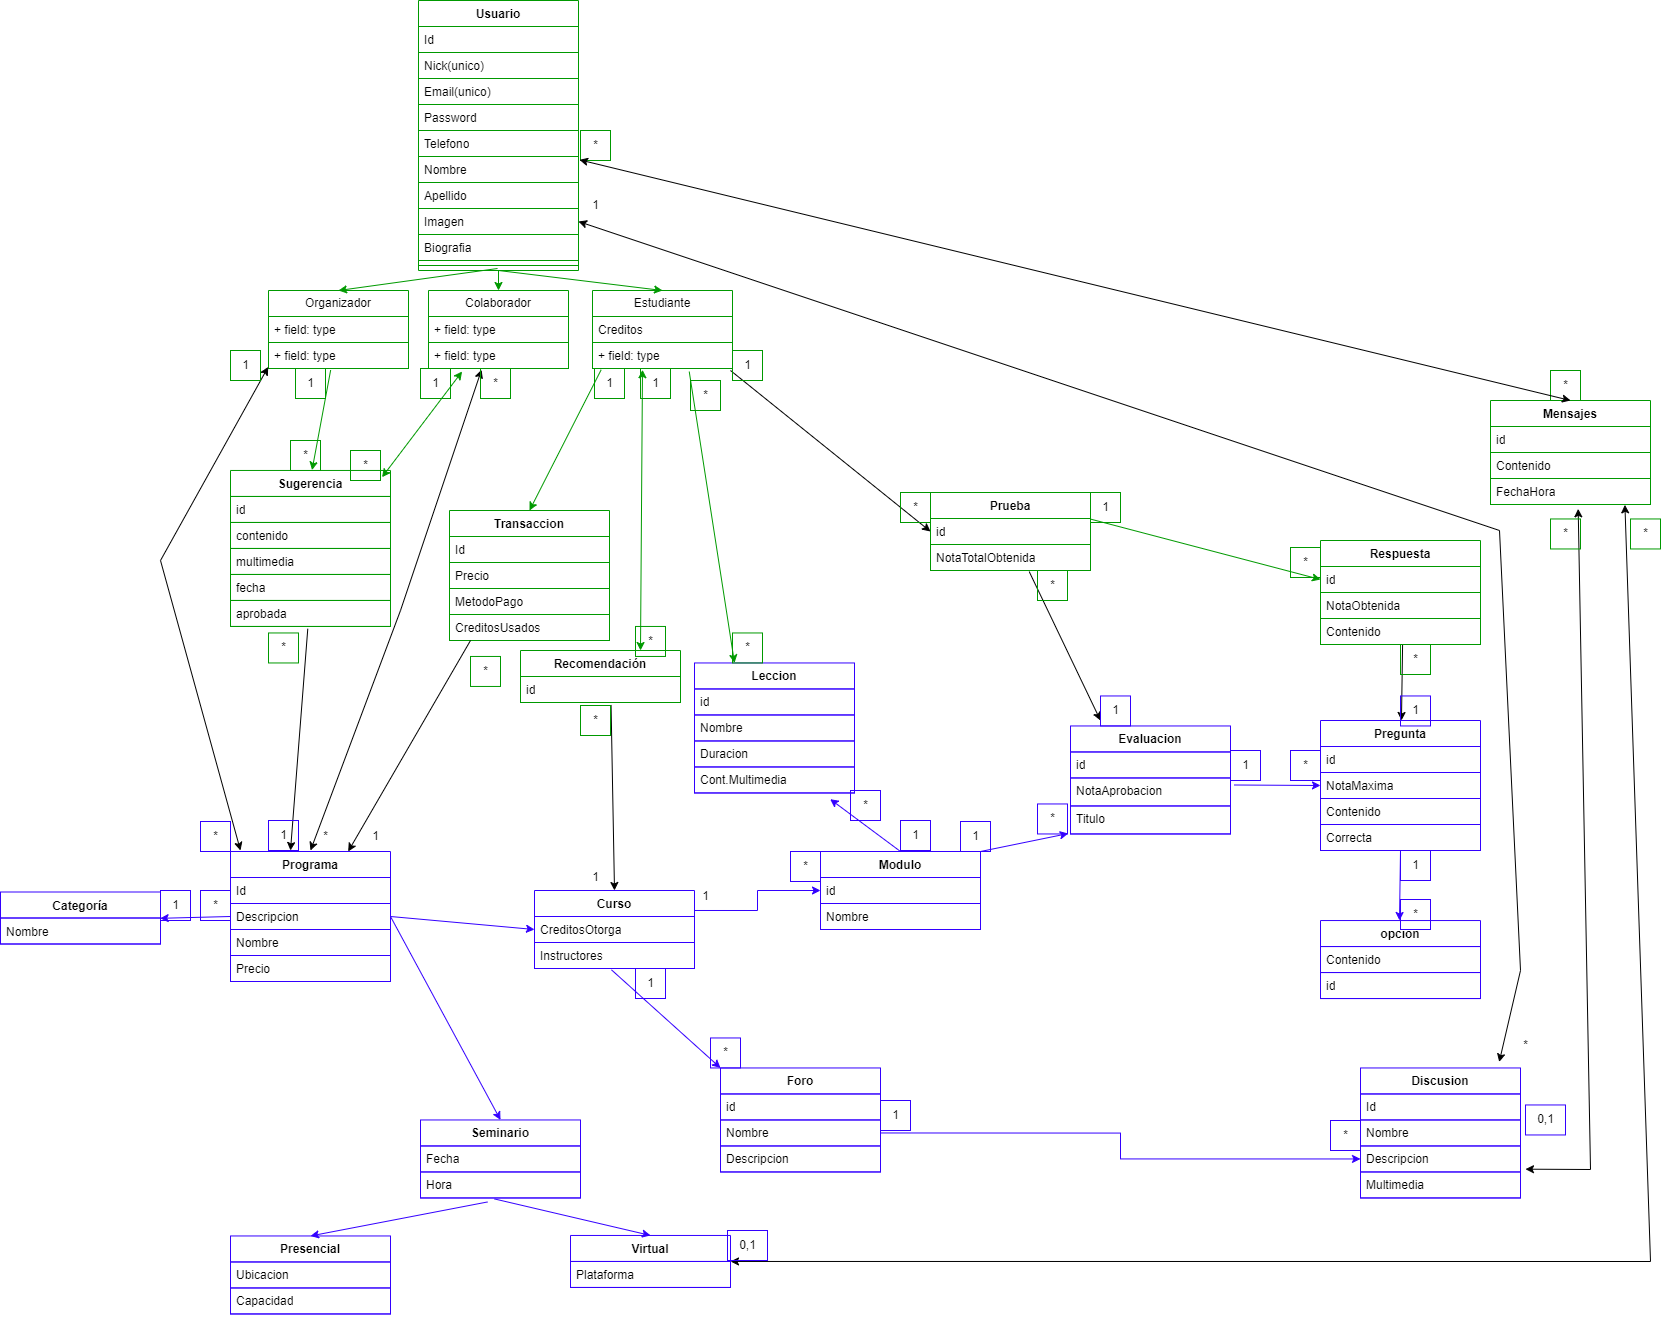 Usuario
Id
Nick(unico)
Email(unico)
Password
Telefono
*
Nombre
Apellido
1
Imagen
Biografia
Organizador
+ field: type
+ field: type
1
1
Colaborador
+ field: type
+ field: type
1
*
Estudiante
Creditos
+ field: type
1
1
*
1
*
Mensajes
id
Contenido
FechaHora
*
*
*
*
Sugerencia
id
contenido
multimedia
fecha
aprobada
*
Transaccion
Id
Precio
MetodoPago
CreditosUsados
*
*
Recomendación
id
*
*
Leccion
id
Nombre
Duracion
Cont.Multimedia
*
*
Prueba
1
id
NotaTotalObtenida
*
*
Respuesta
id
NotaObtenida
Contenido
*
1
Evaluacion
id
NotaAprobacion
Titulo
1
*
*
1
Pregunta
id
NotaMaxima
Contenido
Correcta
1
*
opcion
Contenido
id
*
1
*
1
Programa
Id
Descripcion
Nombre
Precio
Categoría
Nombre
1
*
1
Curso
CreditosOtorga
Instructores
1
1
1
1
*
Modulo
id
Nombre
*
Foro
id
Nombre
Descripcion
1
*
*
Discusion
Id
Nombre
Descripcion
Multimedia
0,1
Seminario
Fecha
Hora
Presencial
Ubicacion
Capacidad
Virtual
Plataforma
0,1